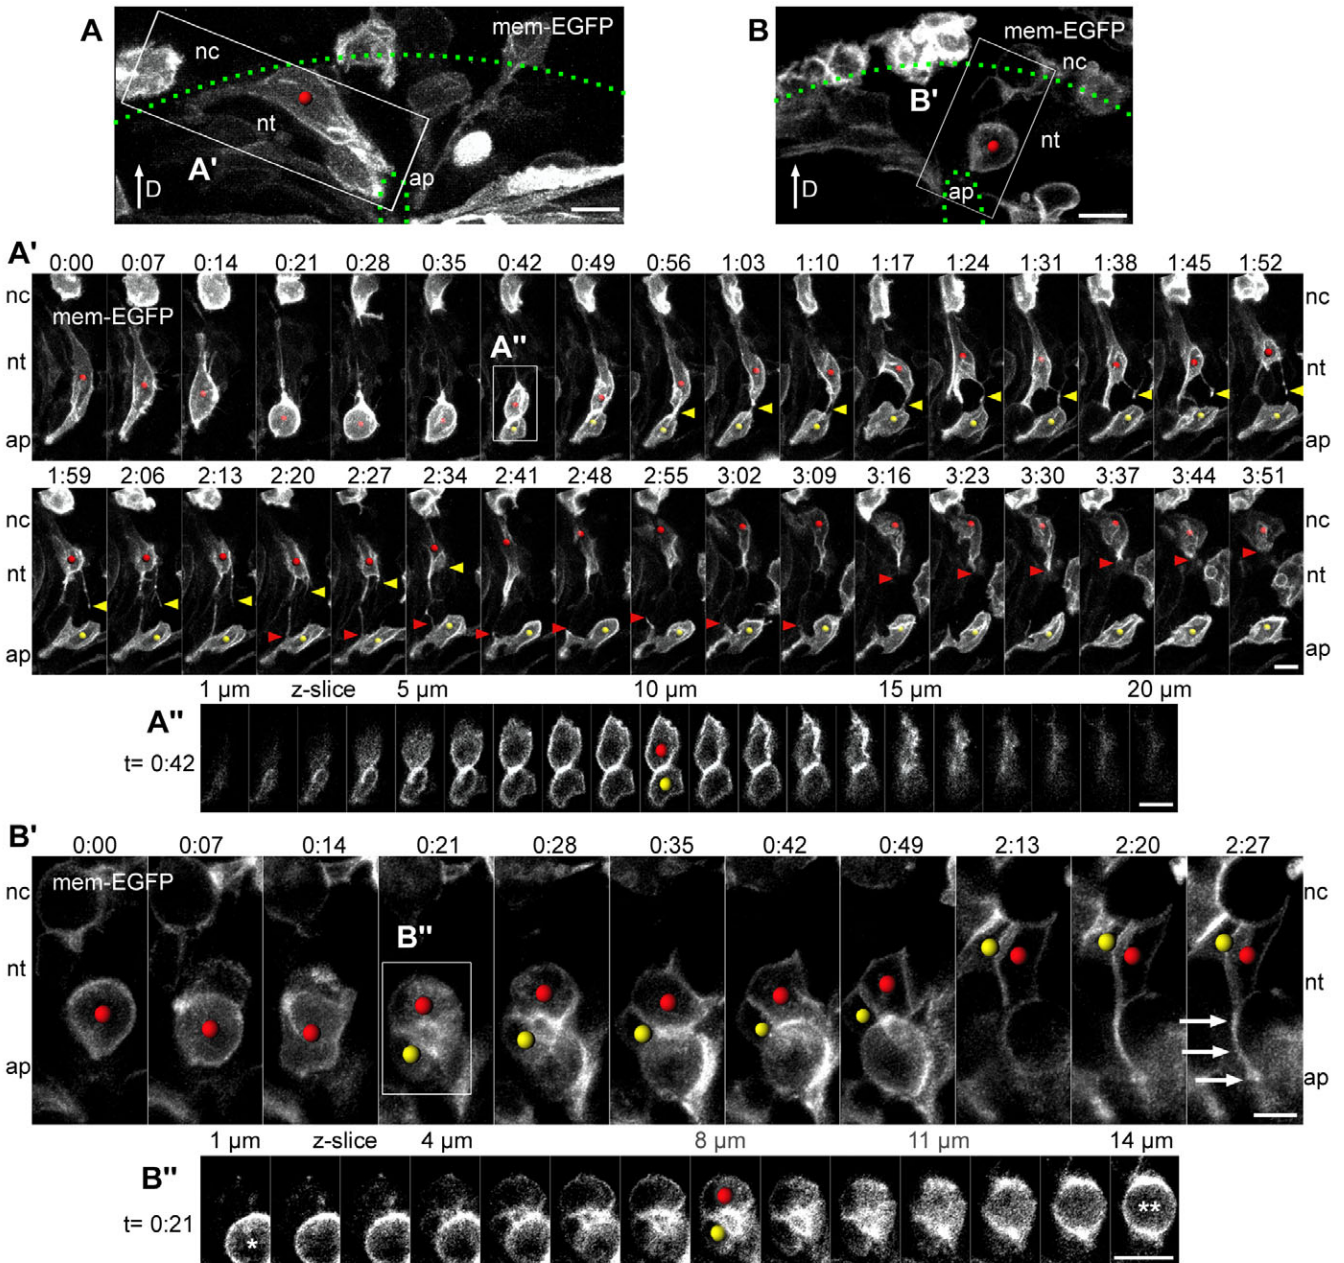 A
nc
mem-EGFP
nt
A'
ap
D
B
mem-EGFP
nc
B'
nt
ap
D
A'
0:00 0:07 0:14 0:21 0:28 0:35 0:42 0:49 0:56 1:03 1:10 1:17 1:24 1:31 1:38 1:45 1:52
nc nc
mem-EGFP
A''
nt nt
ap ap
1:59 2:06 2:13 2:20 2:27 2:34 2:41 2:48 2:55 3:02 3:09 3:16 3:23 3:30 3:37 3:44 3:51
nc nc
nt nt
ap ap
1 µm z-slice 5 µm 10 µm 15 µm 20 µm
A''
t= 0:42
B'
0:00 0:07 0:14 0:21 0:28 0:35 0:42 0:49 2:13 2:20 2:27
mem-EGFP
nc nc
B''
nt nt
ap ap
1 µm z-slice 4 µm 8 µm 11 µm 14 µm
B''
t= 0:21
* **